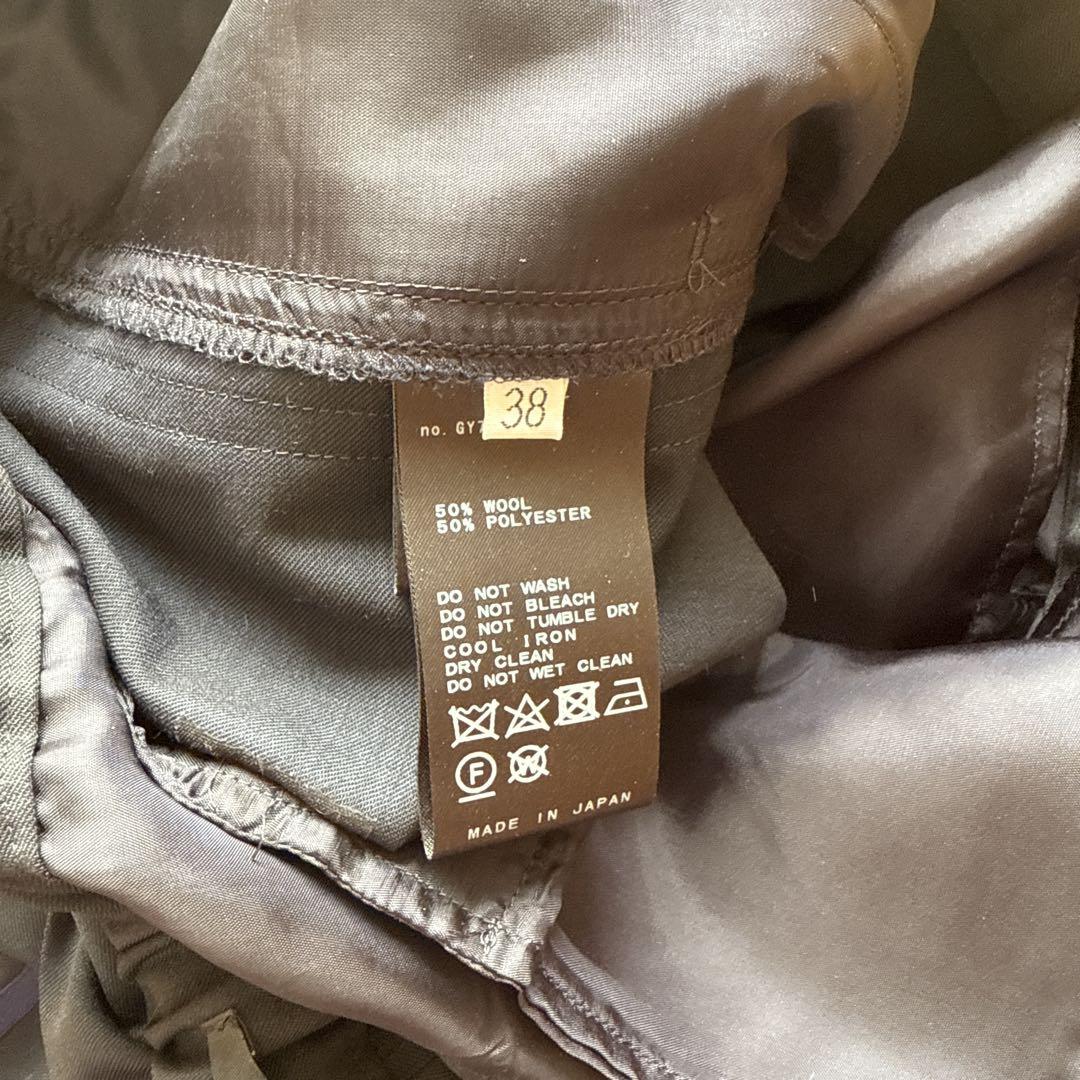 38
no. GY7
50% WOOL
50% POLYESTER
DO NOT WASH
DO NOT BLEACH
DO NOT TUMBLE DRY
COOL IRON
DRY CLEAN
DO NOT WET CLEAN
F W
MADE IN JAPAN